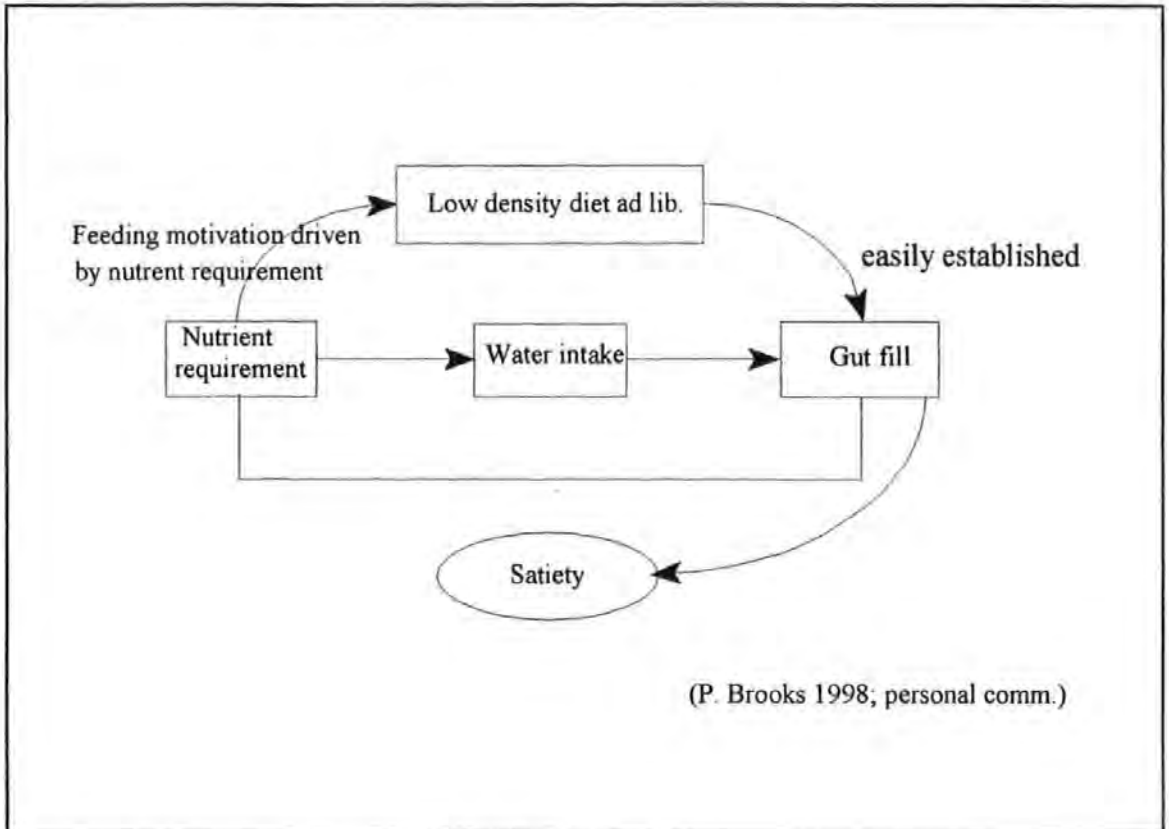 Low density diet ad lib.
Feeding motivation driven
by nutrent requirement
easily established
Nutrient
requirement
Water intake
Gut fill
Satiety
(P. Brooks 1998; personal comm.)